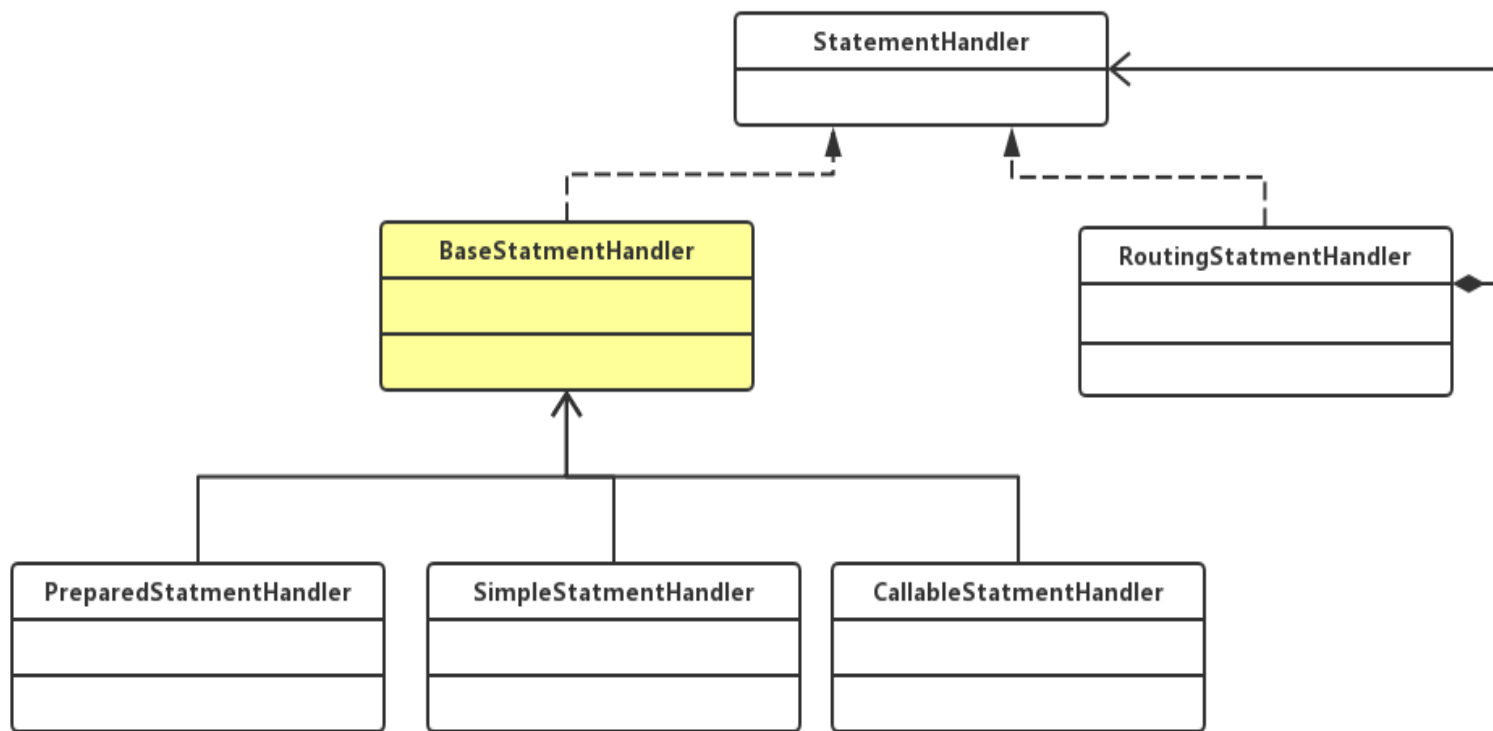 StatementHandler
BaseStatmentHandler
RoutingStatmentHandler
PreparedStatmentHandler
SimpleStatmentHandler
CallableStatmentHandler